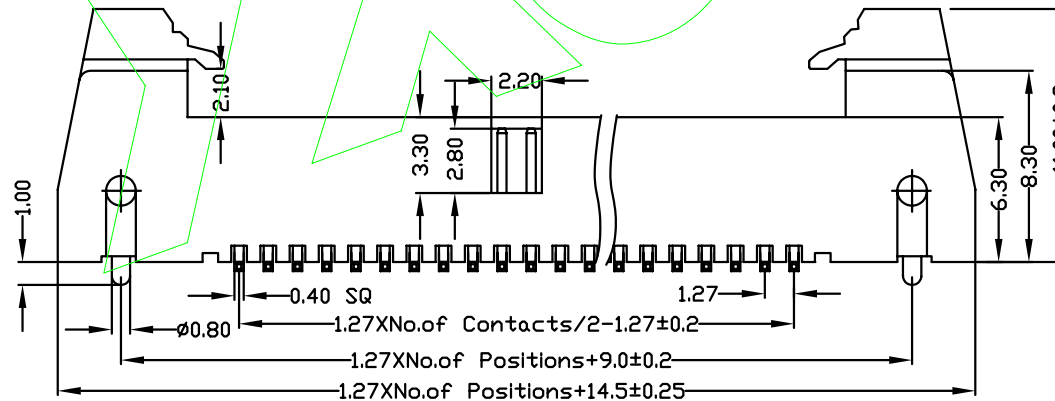 2.20
2.10
3.30
2.80
6.30
8.30
1.00
0.40 SQ
1.27
ø0.80
1.27XNo.of Contacts/2-1.27±0.2
1.27XNo.of Positions+9.0±0.2
1.27XNo.of Positions+14.5±0.25